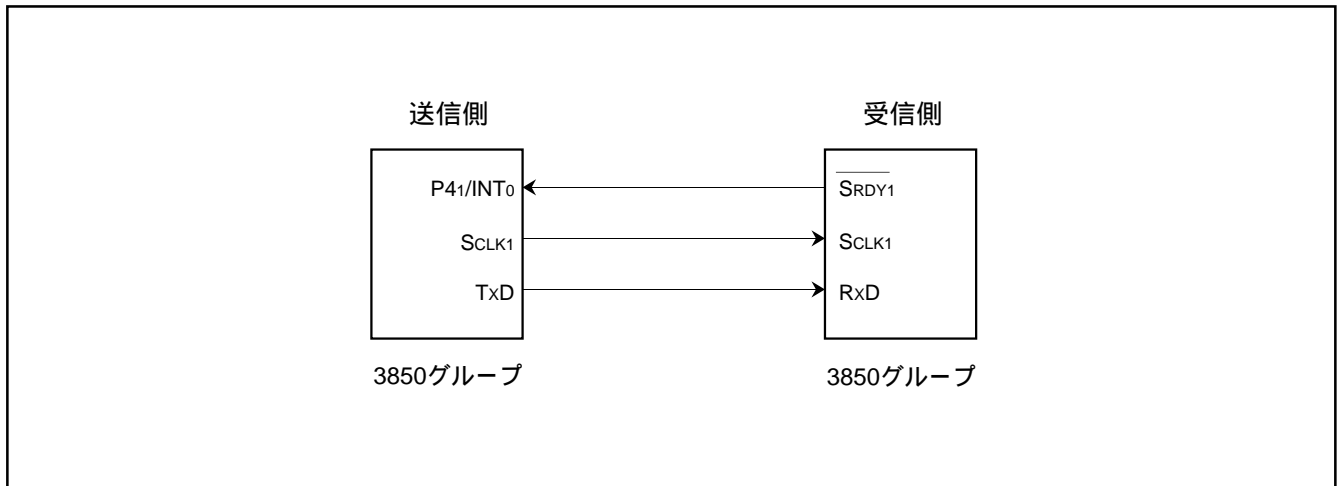 送信側 受信側
P41/INT0 SRDY1
SCLK1 SCLK1
TXD RXD
3850グループ 3850グループ